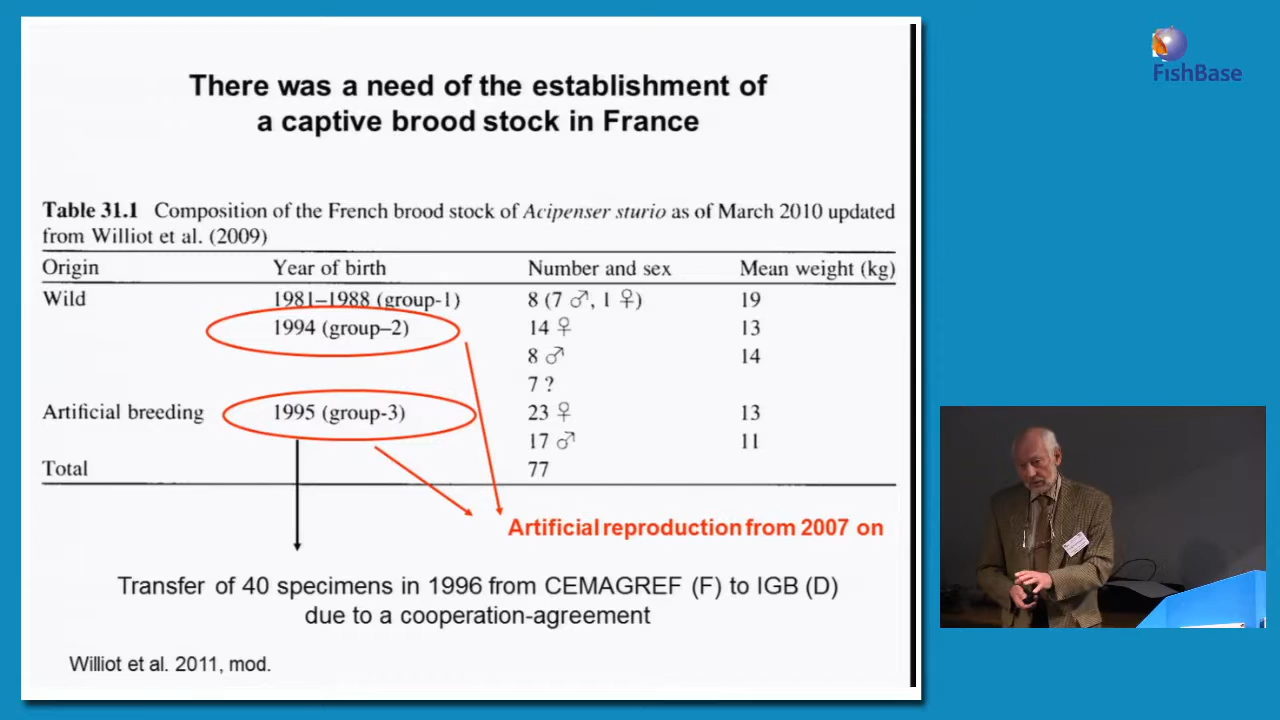 FishBase
There was a need of the establishment of
a captive brood stock in France
Table 31.1 Composition of the French brood stock of Acipenser sturio as of March 2010 updated
from Williot et al. (2009)
Origin Year of birth Number and sex Mean weight (kg)
Wild 1981–1988 (group-1) 8 (7 ♂, 1 ♀) 19
1994 (group–2) 14 ♀ 13
8 ♂ 14
7 ?
Artificial breeding 1995 (group-3) 23 ♀ 13
17 ♂ 11
Total 77
Artificial reproduction from 2007 on
Transfer of 40 specimens in 1996 from CEMAGREF (F) to IGB (D)
due to a cooperation-agreement
Williot et al. 2011, mod.